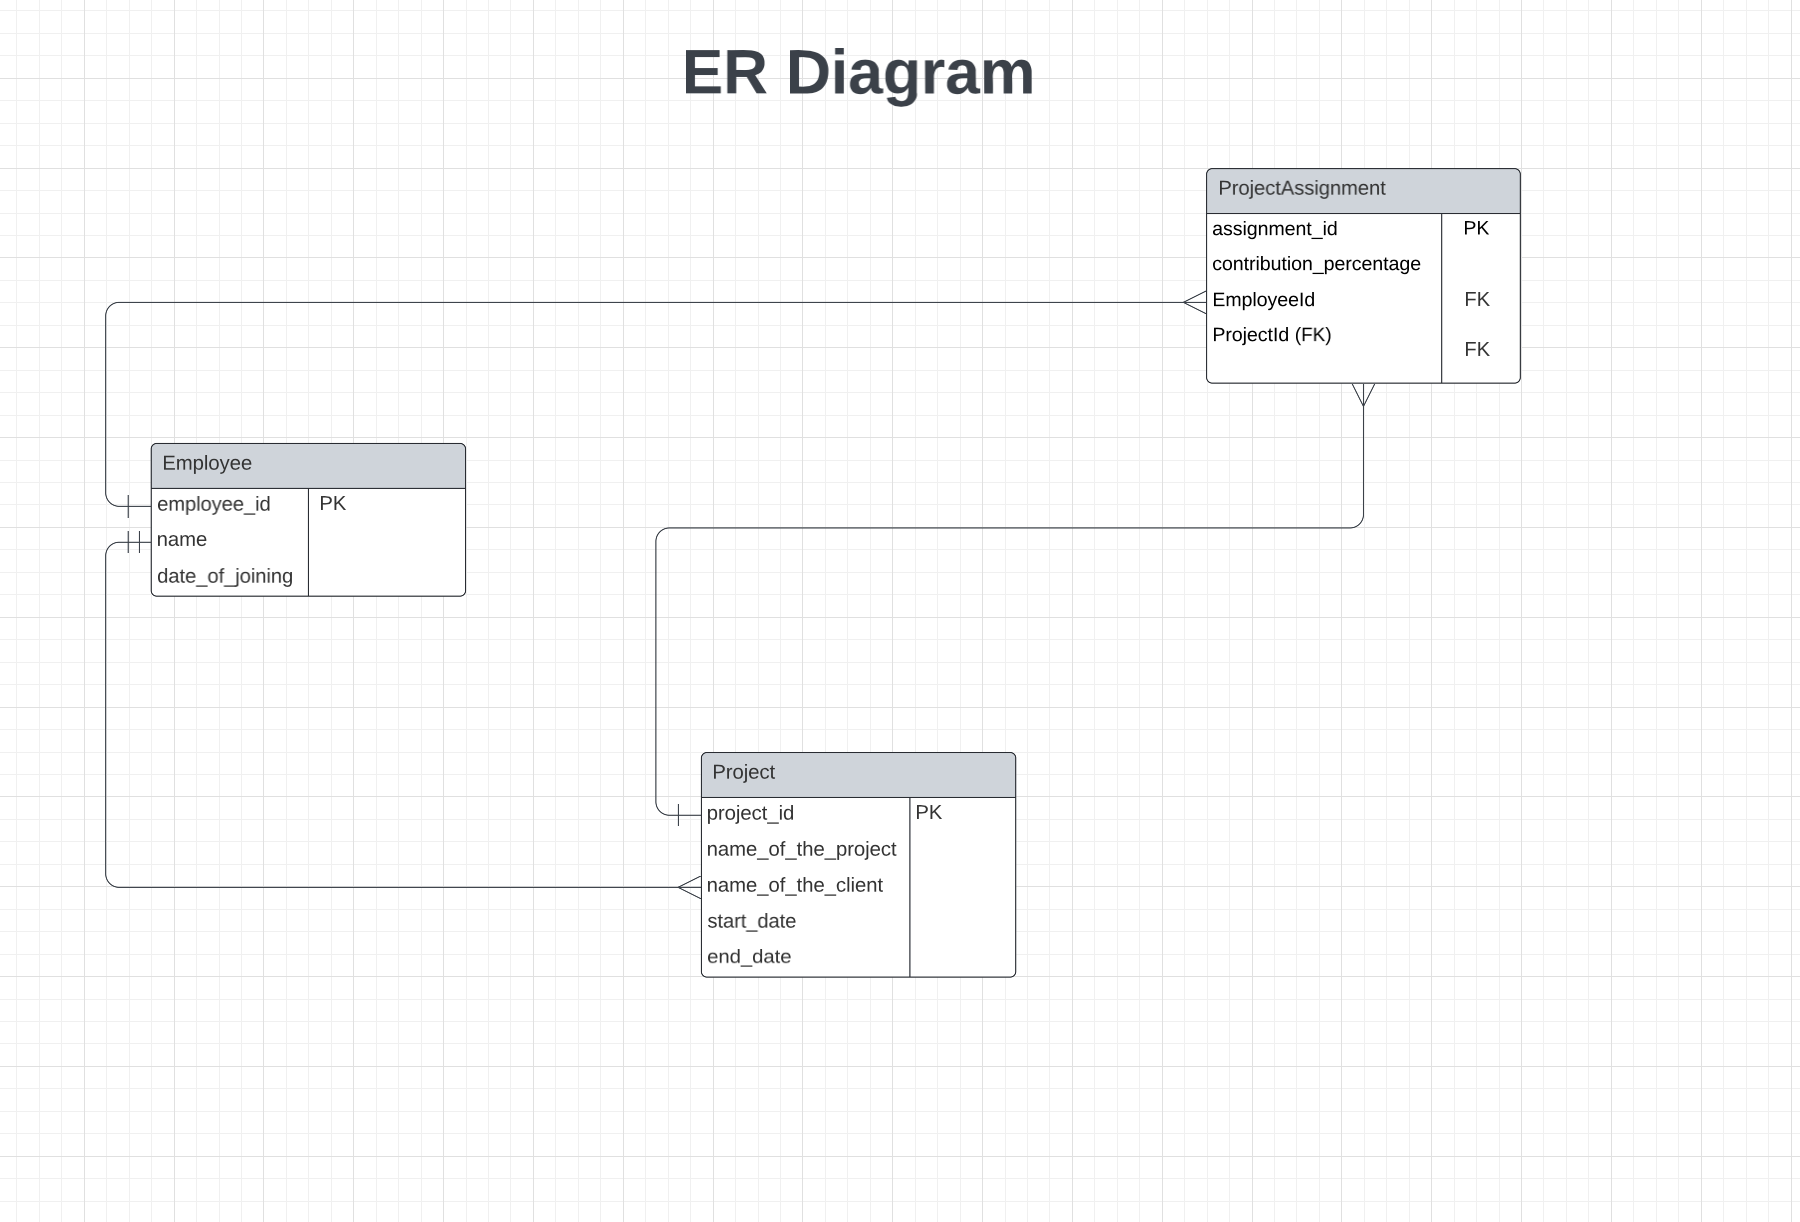 ER Diagram
ProjectAssignment
assignment_id PK
contribution_percentage
EmployeeId FK
ProjectId (FK)
FK
Employee
employee_id PK
name
date_of_joining
Project
project_id PK
name_of_the_project
name_of_the_client
start_date
end_date